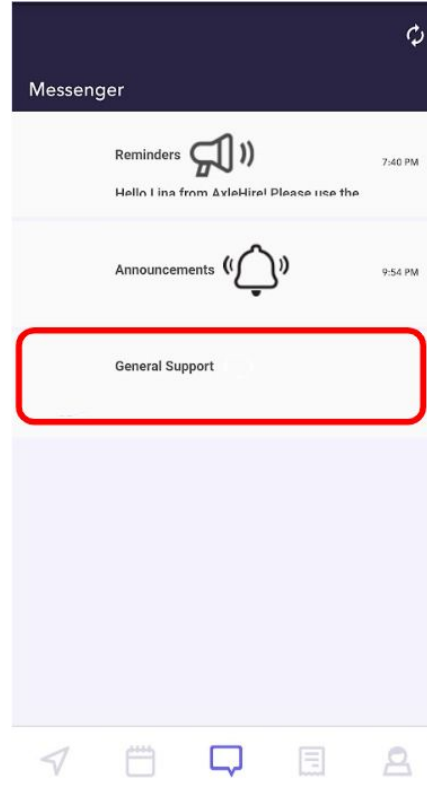 Messenger
Reminders
7:40 PM
Hello Lina from AxleHire! Please use the
Announcements
9:54 PM
General Support